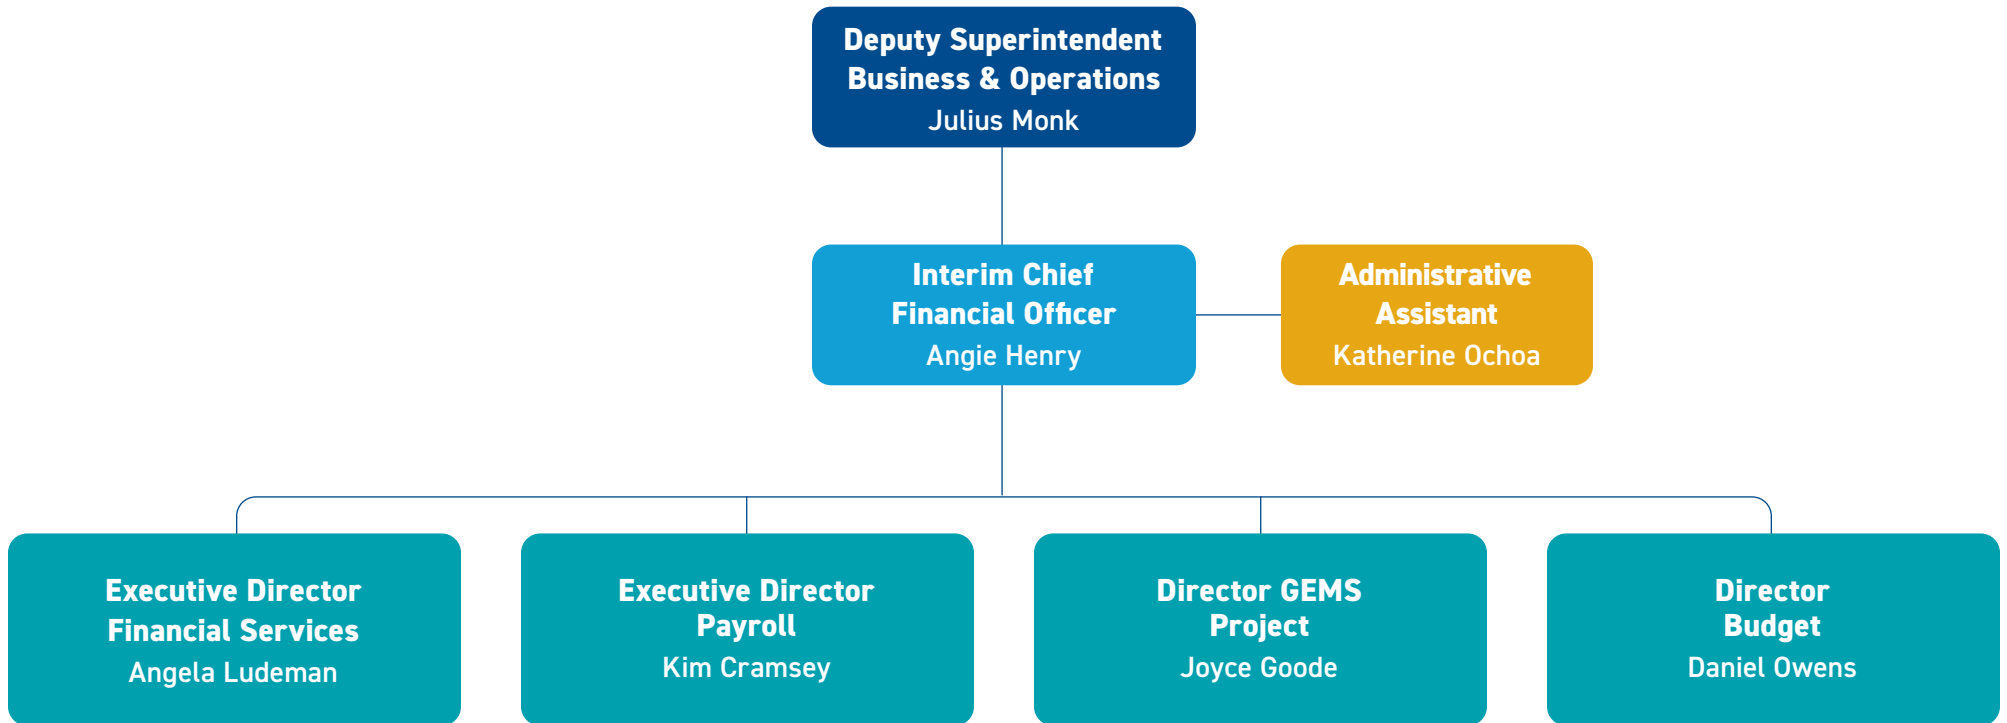 Deputy Superintendent
Business & Operations
Julius Monk
Interim Chief
Financial Officer
Angie Henry
Administrative
Assistant
Katherine Ochoa
Executive Director
Financial Services
Angela Ludeman
Executive Director
Payroll
Kim Cramsey
Director GEMS
Project
Joyce Goode
Director
Budget
Daniel Owens